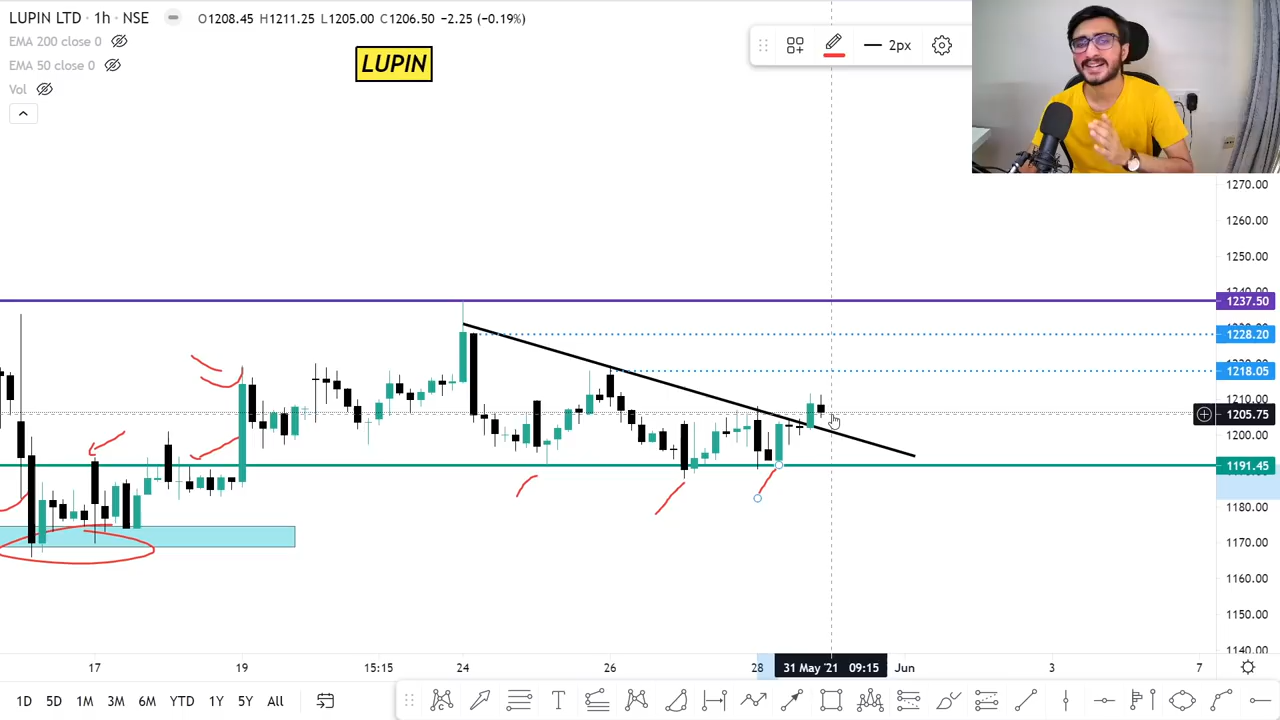 LUPIN LTD · 1h · NSE O1208.45 H1211.25 L1205.00 C1206.50 −2.25 (−0.19%)
EMA 200 close 0
EMA 50 close 0
Vol
LUPIN
2px
1270.00
1260.00
1250.00
1240.00
1237.50
1228.20
1218.05
1210.00
1205.75
1200.00
1191.45
1180.00
1170.00
1160.00
1150.00
1140.00
17 19 15:15 24 26 28 31 May '21 09:15 Jun 3 7
1D 5D 1M 3M 6M YTD 1Y 5Y All